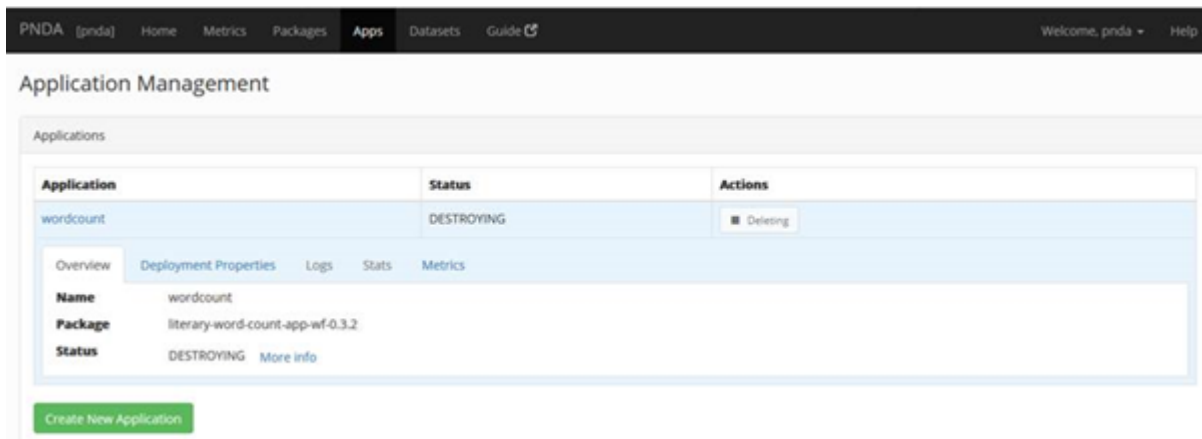 PNDA [pnda] Home Metrics Packages Apps Datasets Guide Welcome, pnda Help
Application Management
Applications
Application Status Actions
wordcount DESTROYING Deleting
Overview Deployment Properties Logs Stats Metrics
Name wordcount
Package literary-word-count-app-wf-0.3.2
Status DESTROYING More info
Create New Application